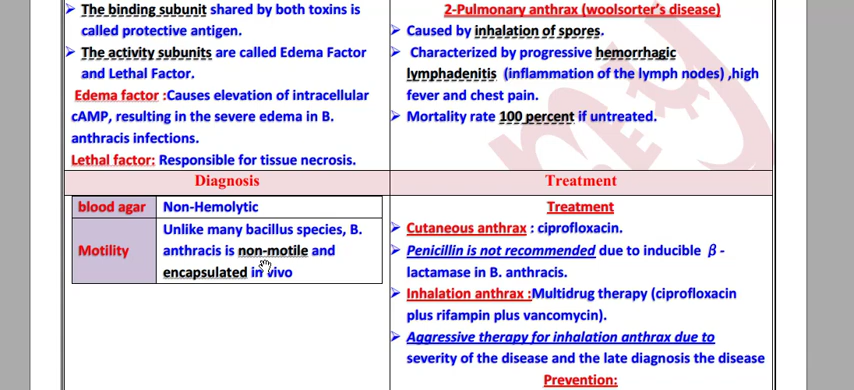 The binding subunit shared by both toxins is
called protective antigen.
The activity subunits are called Edema Factor
and Lethal Factor.
Edema factor :Causes elevation of intracellular
cAMP, resulting in the severe edema in B.
anthracis infections.
Lethal factor: Responsible for tissue necrosis.
2-Pulmonary anthrax (woolsorter's disease)
Caused by inhalation of spores.
Characterized by progressive hemorrhagic
lymphadenitis (inflammation of the lymph nodes) ,high
fever and chest pain.
Mortality rate 100 percent if untreated.
Diagnosis
blood agar Non-Hemolytic
Motility
Unlike many bacillus species, B.
anthracis is non-motile and
encapsulated in vivo
Treatment
Treatment
Cutaneous anthrax : ciprofloxacin.
Penicillin is not recommended due to inducible β -
lactamase in B. anthracis.
Inhalation anthrax :Multidrug therapy (ciprofloxacin
plus rifampin plus vancomycin).
Aggressive therapy for inhalation anthrax due to
severity of the disease and the late diagnosis the disease
Prevention: